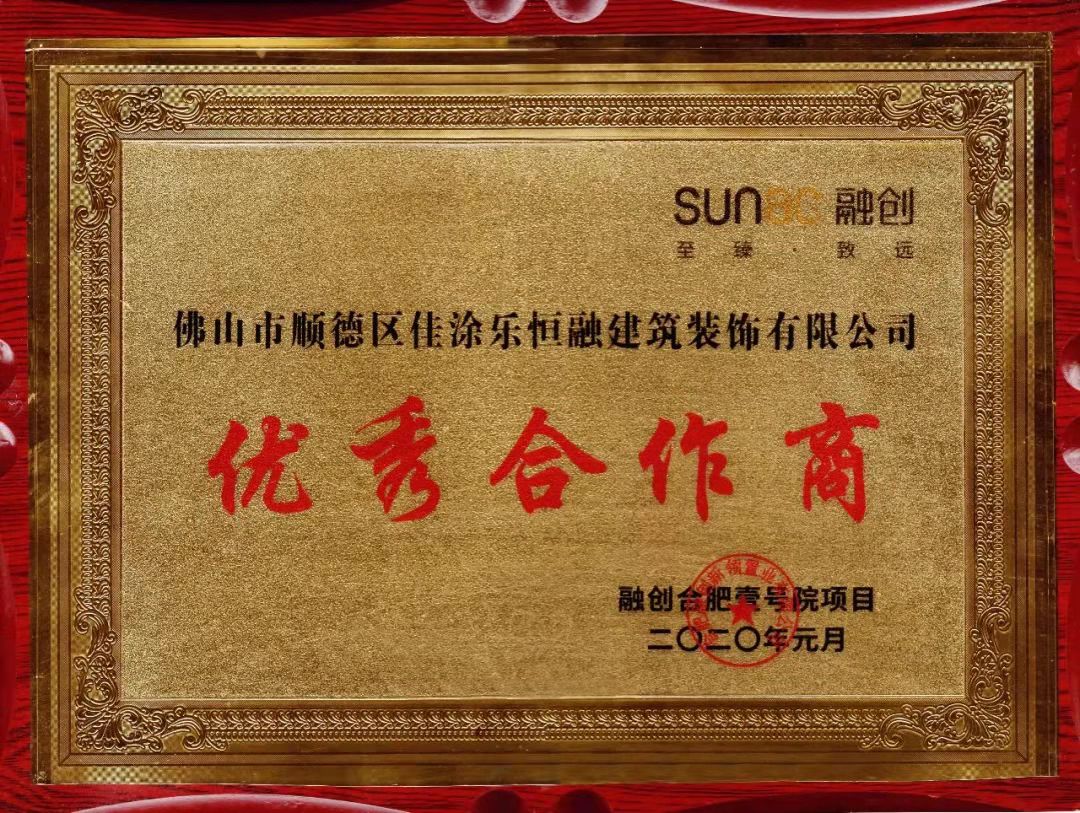 SUNAC 融创
至臻·致远
佛山市顺德区佳涂乐恒融建筑装饰有限公司
优秀合作商
融创合肥壹号院项目
二〇二〇年元月